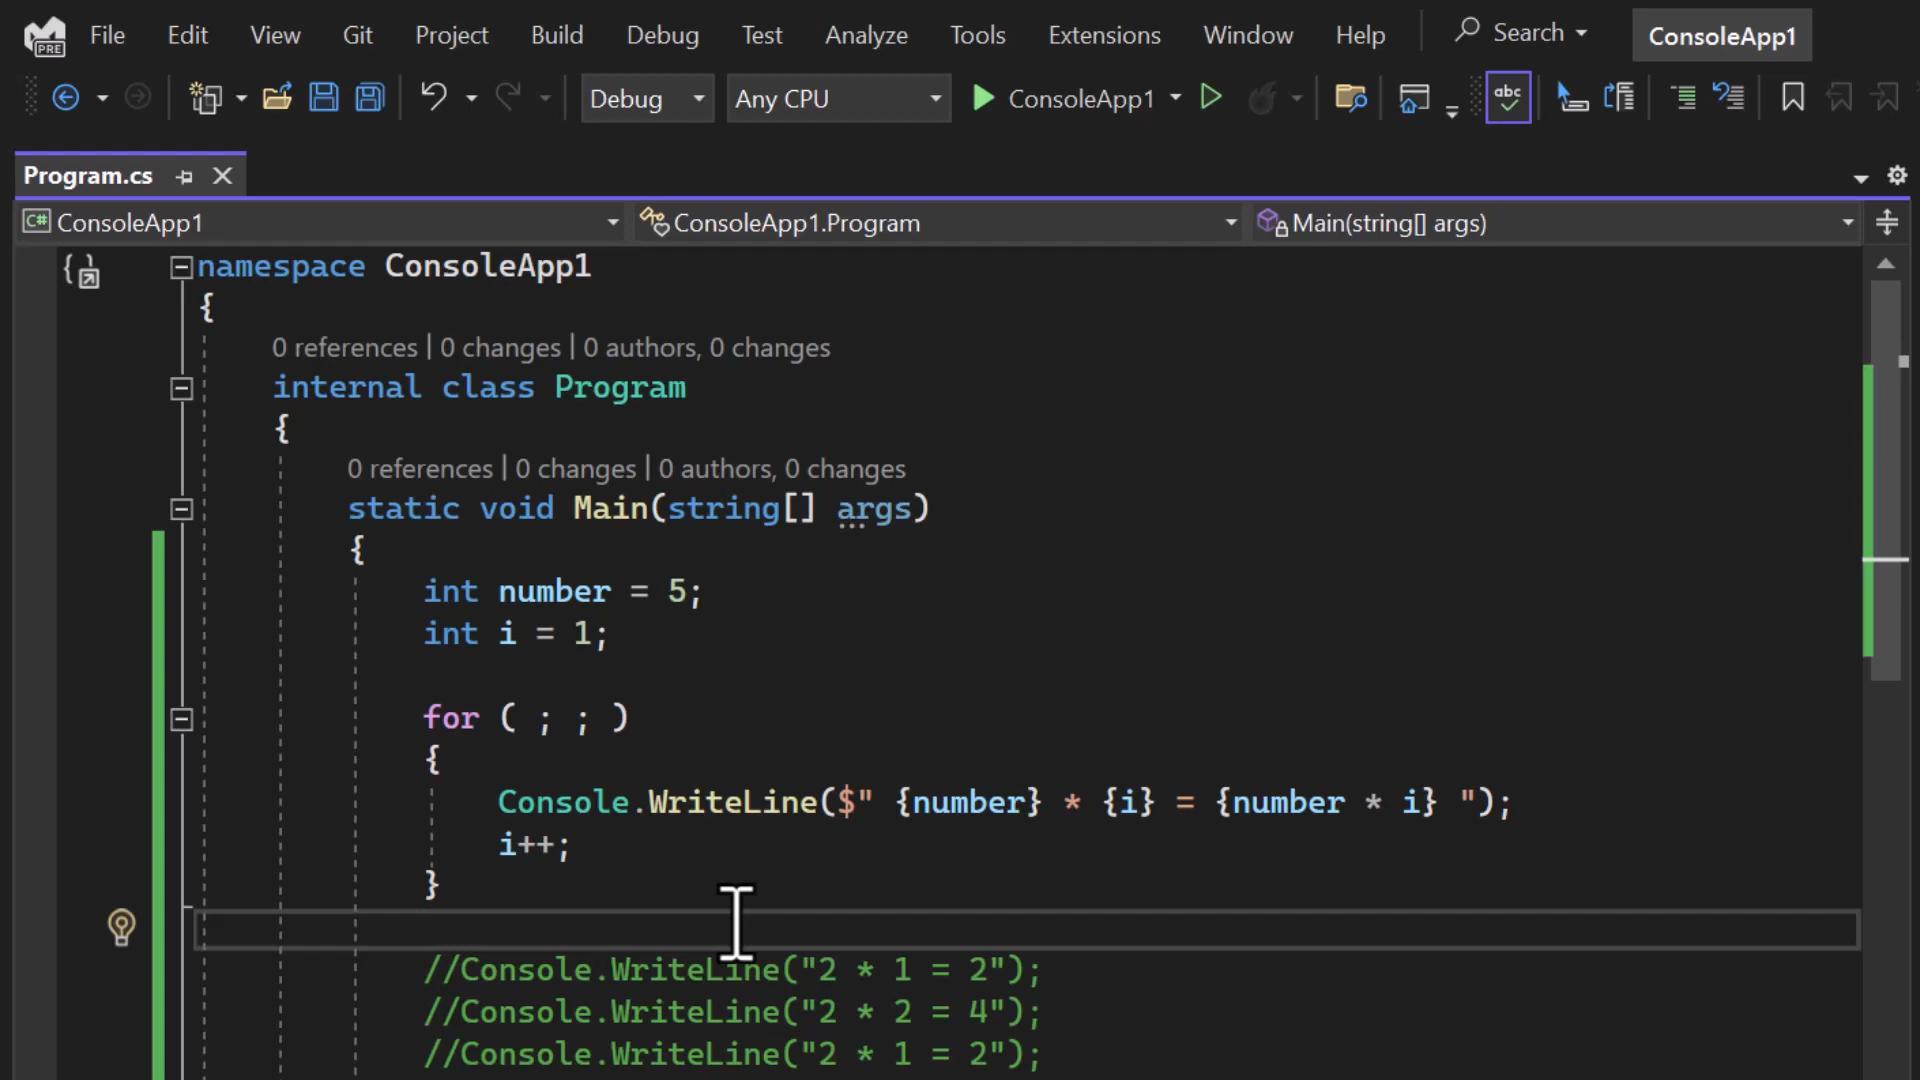 PRE File Edit View Git Project Build Debug Test Analyze Tools Extensions Window Help Search ConsoleApp1
Debug Any CPU ConsoleApp1 abc
Program.cs
C# ConsoleApp1 ConsoleApp1.Program Main(string[] args)
namespace ConsoleApp1
{
0 references | 0 changes | 0 authors, 0 changes
internal class Program
{
0 references | 0 changes | 0 authors, 0 changes
static void Main(string[] args)
{
int number = 5;
int i = 1;
for ( ; ; )
{
Console.WriteLine($" {number} * {i} = {number * i} ");
i++;
}
//Console.WriteLine("2 * 1 = 2");
//Console.WriteLine("2 * 2 = 4");
//Console.WriteLine("2 * 1 = 2");